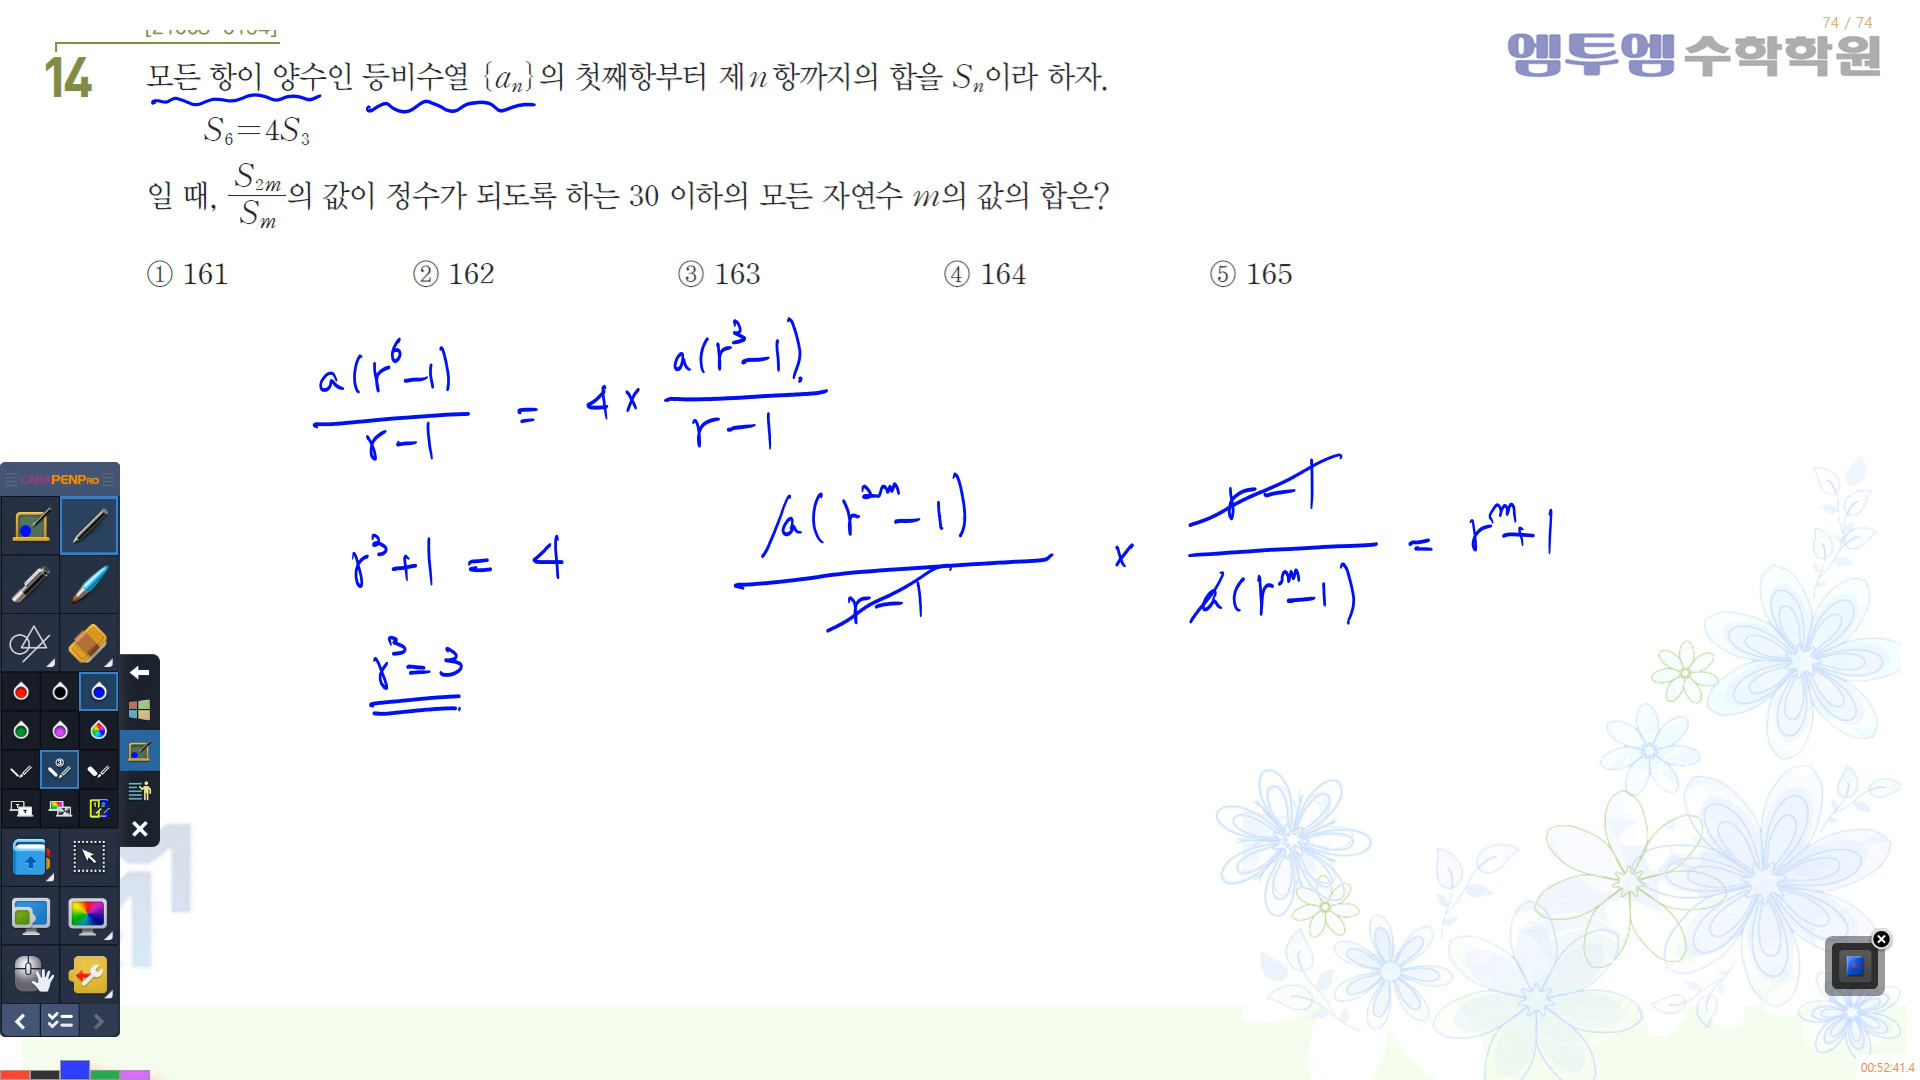 74 / 74
엠투엠 수학학원
14 모든 항이 양수인 등비수열 {aₙ}의 첫째항부터 제n항까지의 합을 Sₙ이라 하자.
S₆=4S₃
일 때, S₂ₘ/Sₘ의 값이 정수가 되도록 하는 30 이하의 모든 자연수 m의 값의 합은?
① 161 ② 162 ③ 163 ④ 164 ⑤ 165
a(r⁶-1)/(r-1) = 4 × a(r³-1)/(r-1)
r³+1 = 4
a(r²ᵐ-1)/(r-1) × (r-1)/a(rᵐ-1) = rᵐ+1
r³=3
PENPRO
00:52:41.4